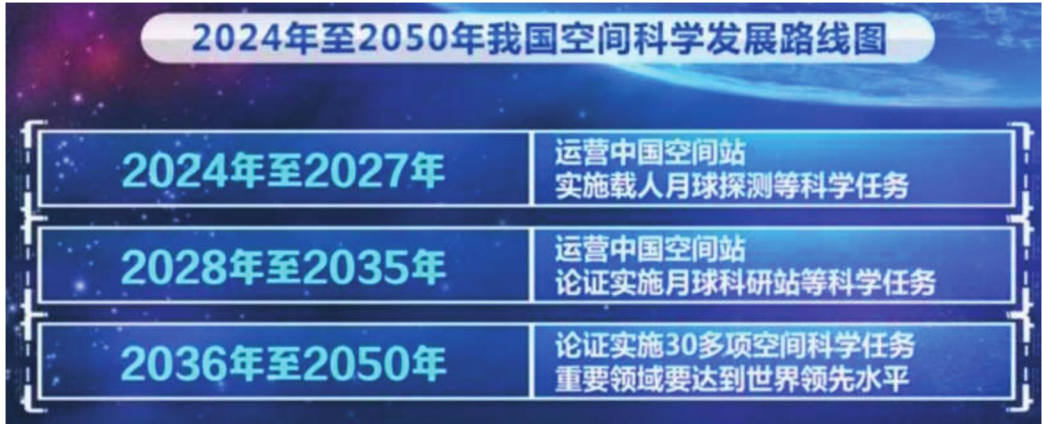 2024年至2050年我国空间科学发展路线图
2024年至2027年
运营中国空间站
实施载人月球探测等科学任务
2028年至2035年
运营中国空间站
论证实施月球科研站等科学任务
2036年至2050年
论证实施30多项空间科学任务
重要领域要达到世界领先水平